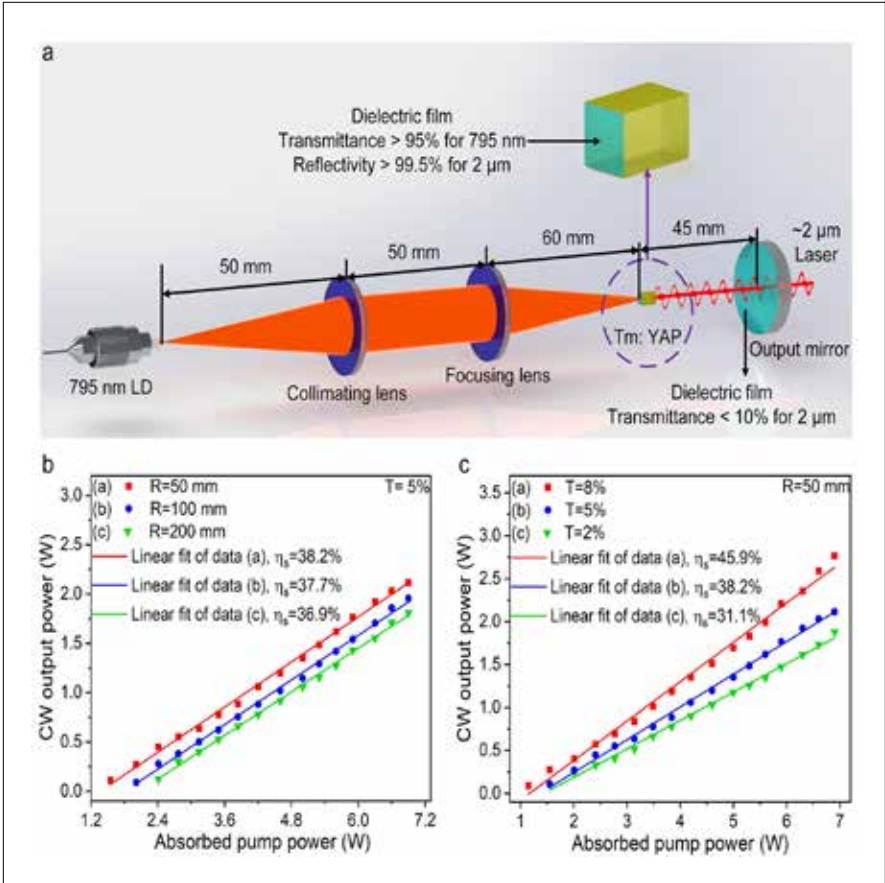 a
Dielectric film
Transmittance > 95% for 795 nm
Reflectivity > 99.5% for 2 μm
50 mm
50 mm
60 mm
45 mm
~2 μm
Laser
795 nm LD
Collimating lens
Focusing lens
Tm: YAP
Output mirror
Dielectric film
Transmittance < 10% for 2 μm
b
(a) R=50 mm
T= 5%
(b) R=100 mm
(c) R=200 mm
Linear fit of data (a), ηs=38.2%
Linear fit of data (b), ηs=37.7%
Linear fit of data (c), ηs=36.9%
CW output power (W)
3.0
2.5
2.0
1.5
1.0
0.5
0.0
1.2 2.4 3.6 4.8 6.0 7.2
Absorbed pump power (W)
c
(a) T=8%
R=50 mm
(b) T=5%
(c) T=2%
Linear fit of data (a), ηs=45.9%
Linear fit of data (b), ηs=38.2%
Linear fit of data (c), ηs=31.1%
CW output power (W)
3.5
3.0
2.5
2.0
1.5
1.0
0.5
0.0
1 2 3 4 5 6 7
Absorbed pump power (W)